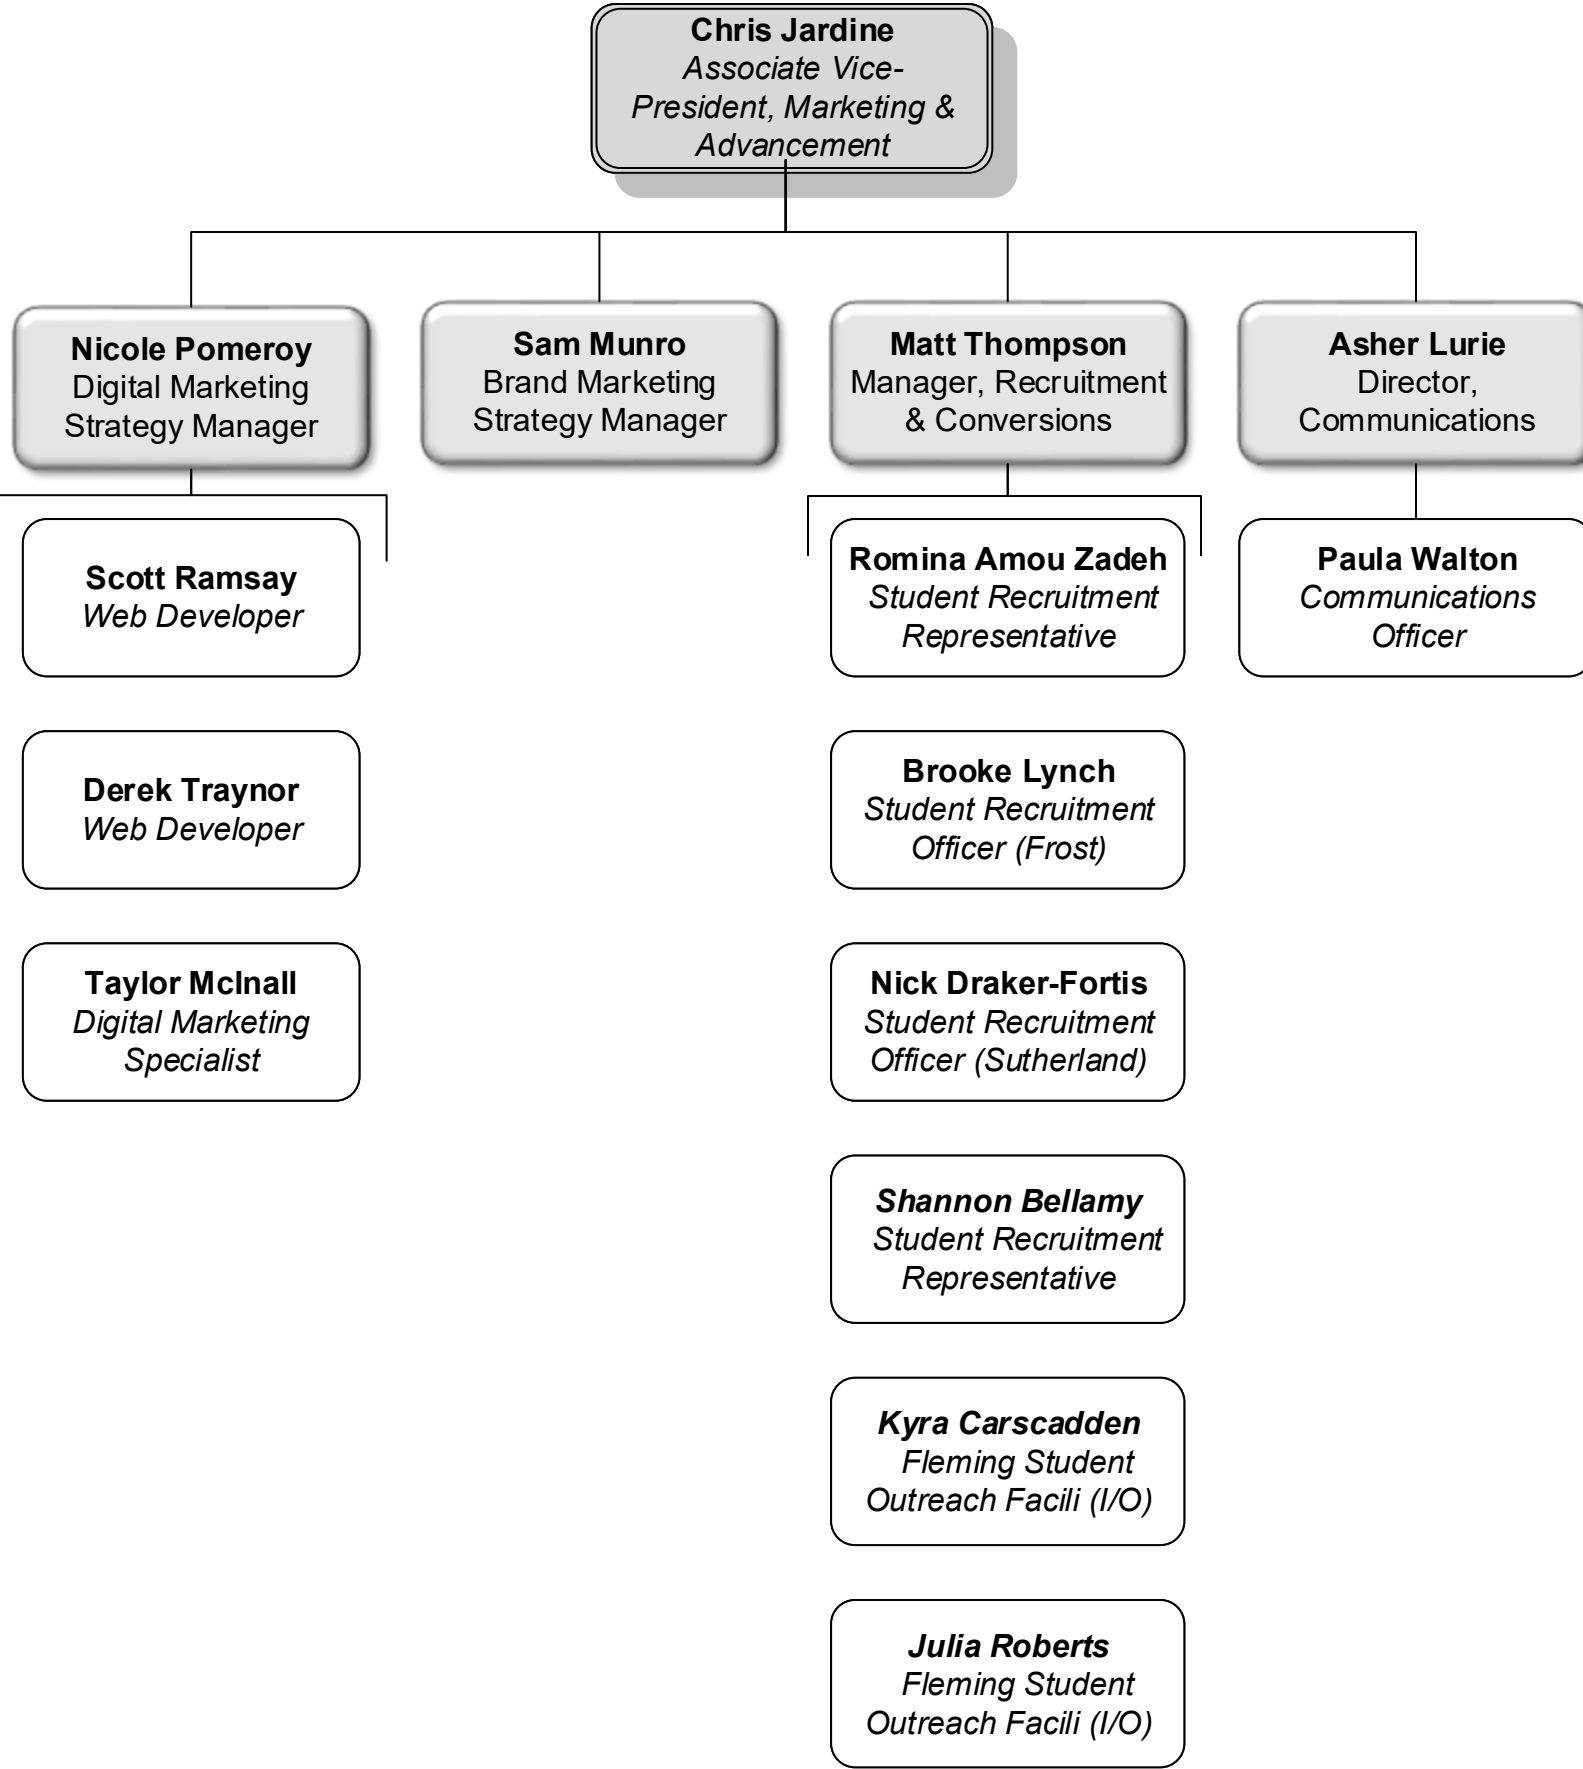 Chris Jardine
Associate Vice-
President, Marketing &
Advancement
Nicole Pomeroy
Digital Marketing
Strategy Manager
Sam Munro
Brand Marketing
Strategy Manager
Matt Thompson
Manager, Recruitment
& Conversions
Asher Lurie
Director,
Communications
Scott Ramsay
Web Developer
Romina Amou Zadeh
Student Recruitment
Representative
Paula Walton
Communications
Officer
Derek Traynor
Web Developer
Brooke Lynch
Student Recruitment
Officer (Frost)
Taylor McInall
Digital Marketing
Specialist
Nick Draker-Fortis
Student Recruitment
Officer (Sutherland)
Shannon Bellamy
Student Recruitment
Representative
Kyra Carscadden
Fleming Student
Outreach Facili (I/O)
Julia Roberts
Fleming Student
Outreach Facili (I/O)